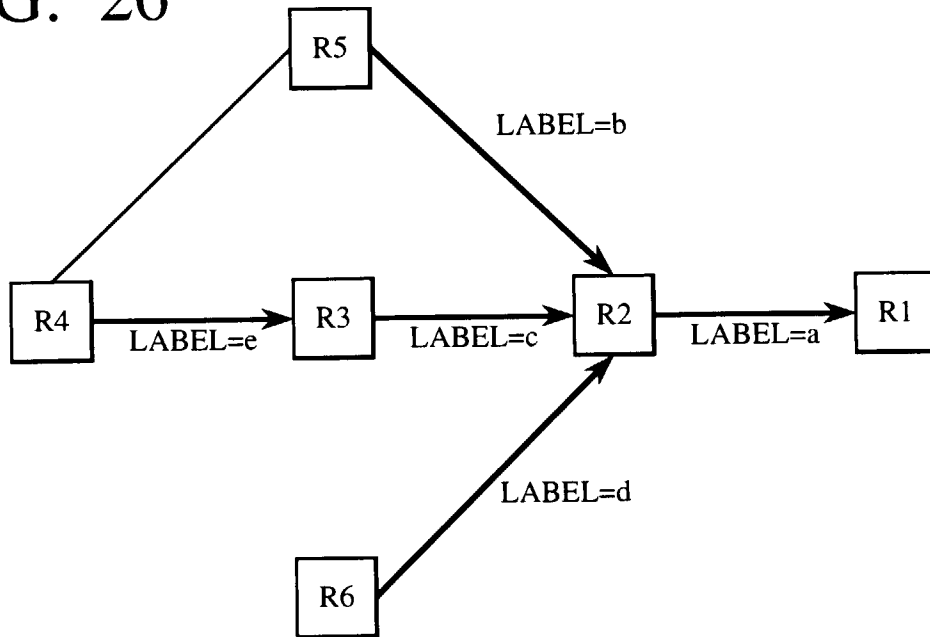 G. 26
R5
LABEL=b
R4
LABEL=e
R3
LABEL=c
R2
LABEL=a
R1
LABEL=d
R6